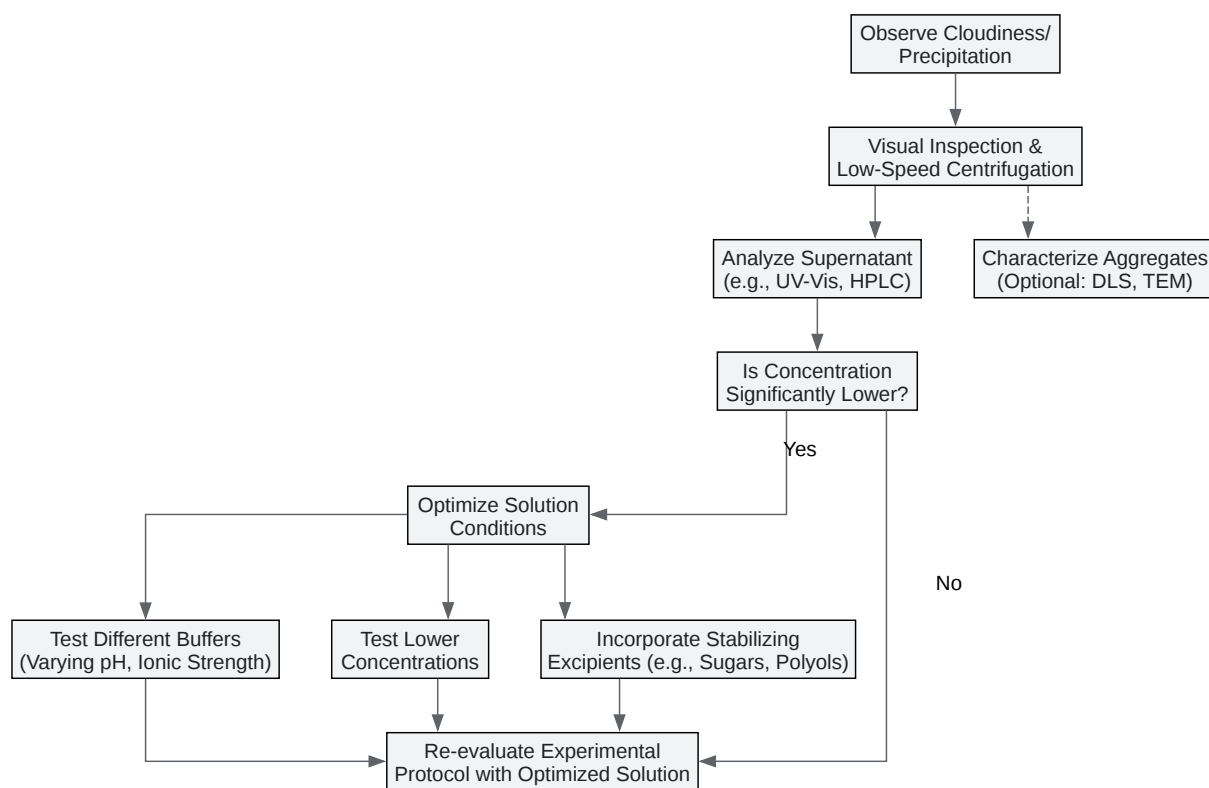 Observe Cloudiness/
Precipitation
Visual Inspection &
Low-Speed Centrifugation
Analyze Supernatant
(e.g., UV-Vis, HPLC)
Characterize Aggregates
(Optional: DLS, TEM)
Is Concentration
Significantly Lower?
Yes
Optimize Solution
Conditions
No
Test Different Buffers
(Varying pH, Ionic Strength)
Test Lower
Concentrations
Incorporate Stabilizing
Excipients (e.g., Sugars, Polyols)
Re-evaluate Experimental
Protocol with Optimized Solution